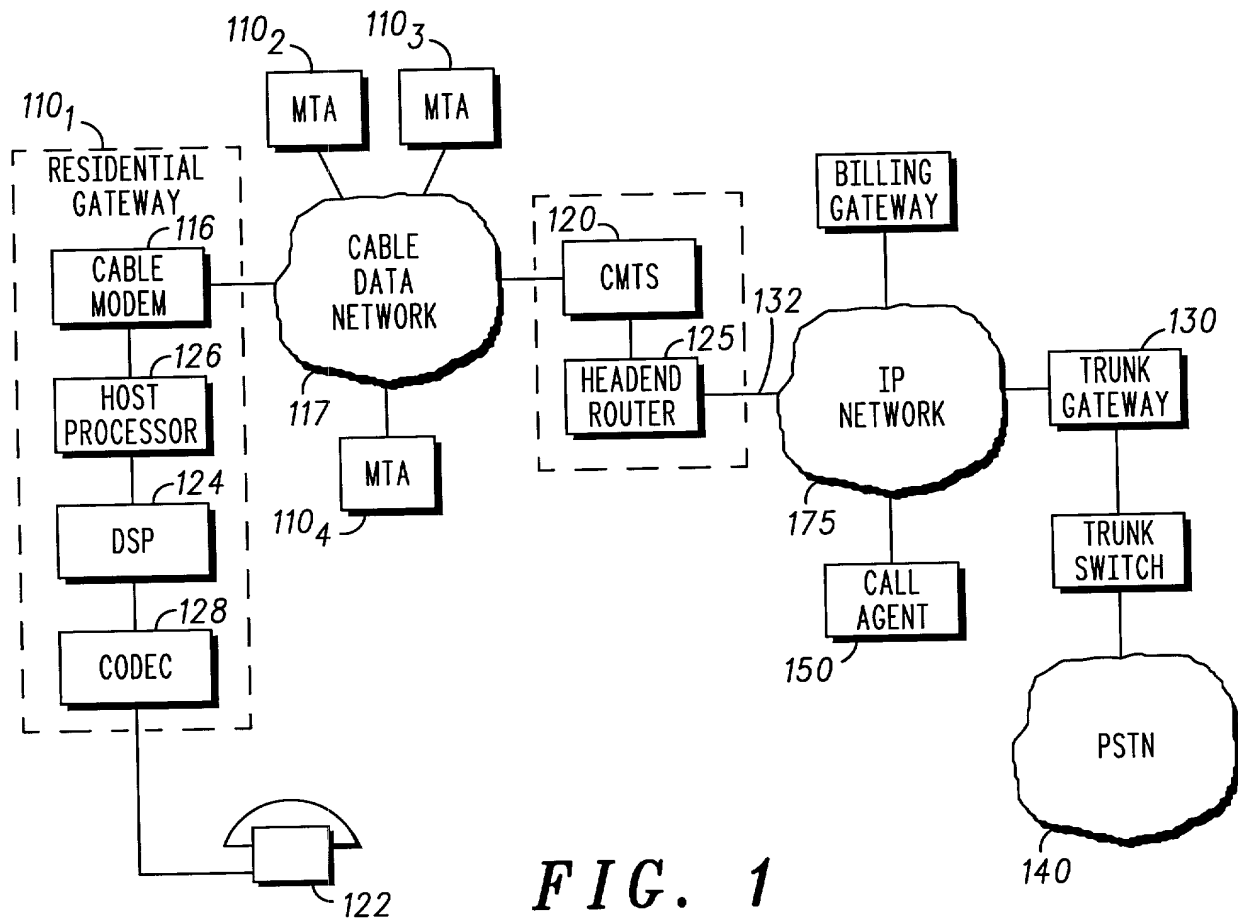 110₂
110₃
MTA
MTA
110₁
RESIDENTIAL
GATEWAY
116
CABLE
MODEM
126
HOST
PROCESSOR
124
DSP
128
CODEC
122
CABLE
DATA
NETWORK
117
MTA
110₄
120
CMTS
125
HEADEND
ROUTER
132
BILLING
GATEWAY
IP
NETWORK
175
CALL
AGENT
150
130
TRUNK
GATEWAY
TRUNK
SWITCH
PSTN
140
FIG. 1